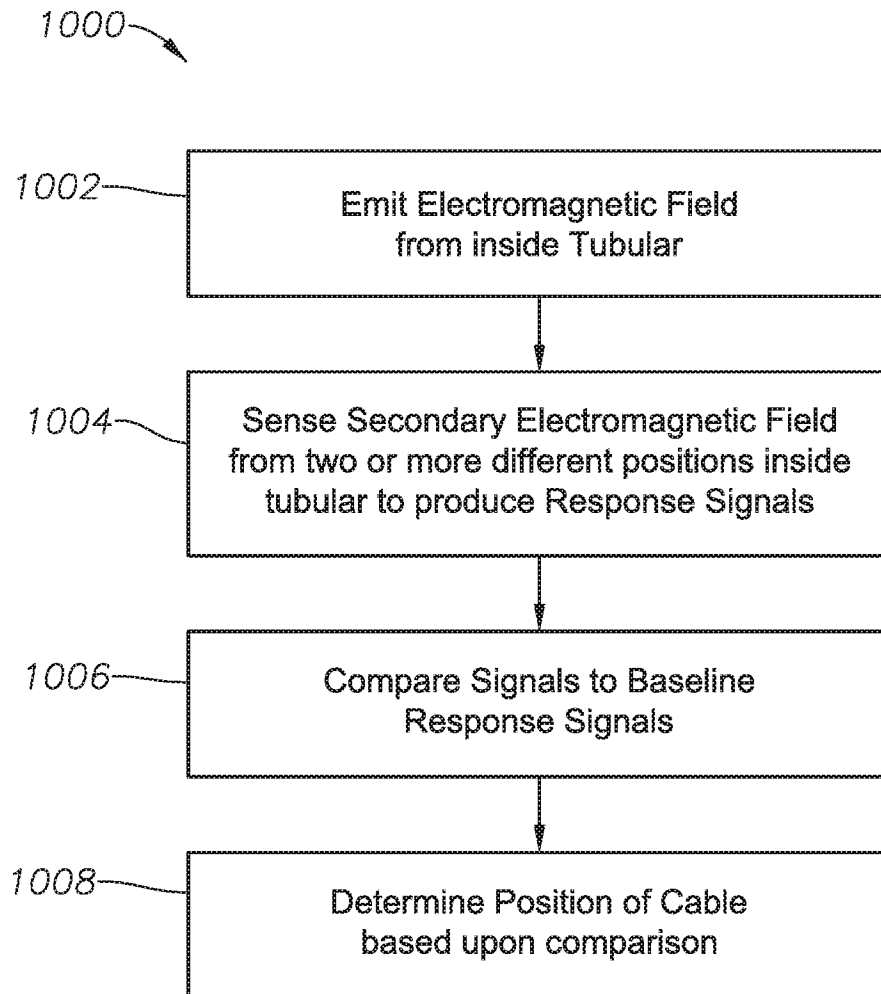 1000
1002
Emit Electromagnetic Field
from inside Tubular
1004
Sense Secondary Electromagnetic Field
from two or more different positions inside
tubular to produce Response Signals
1006
Compare Signals to Baseline
Response Signals
1008
Determine Position of Cable
based upon comparison